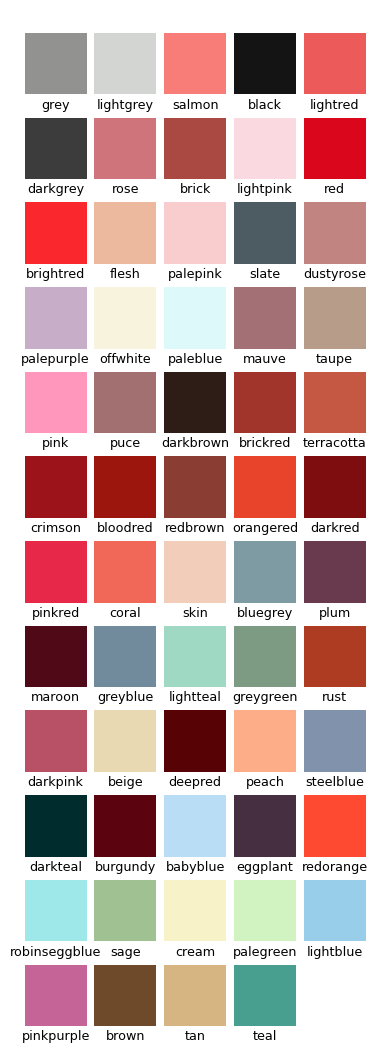 grey lightgrey salmon black lightred
darkgrey rose brick lightpink red
brightred flesh palepink slate dustyrose
palepurple offwhite paleblue mauve taupe
pink puce darkbrown brickred terracotta
crimson bloodred redbrown orangered darkred
pinkred coral skin bluegrey plum
maroon greyblue lightteal greygreen rust
darkpink beige deepred peach steelblue
darkteal burgundy babyblue eggplant redorange
robinseggblue sage cream palegreen lightblue
pinkpurple brown tan teal